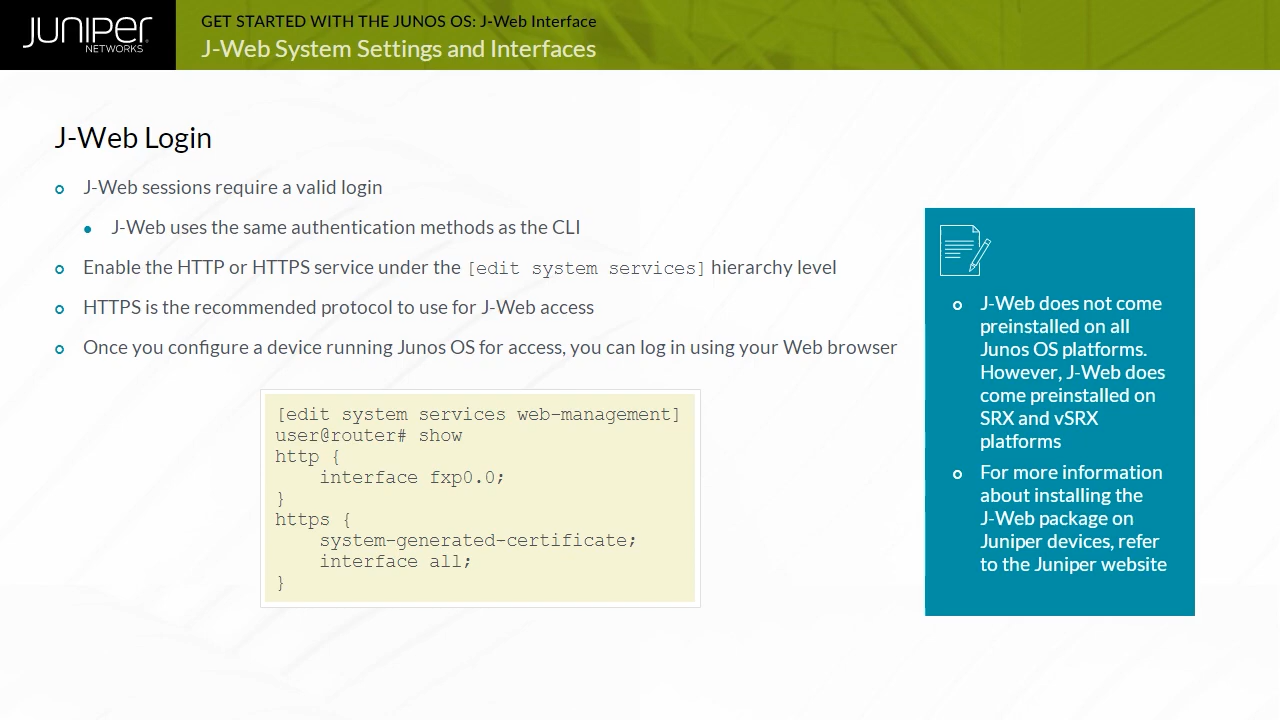 JUNIPER
NETWORKS
GET STARTED WITH THE JUNOS OS: J-Web Interface
J-Web System Settings and Interfaces
J-Web Login
J-Web sessions require a valid login
J-Web uses the same authentication methods as the CLI
Enable the HTTP or HTTPS service under the [edit system services] hierarchy level
HTTPS is the recommended protocol to use for J-Web access
Once you configure a device running Junos OS for access, you can log in using your Web browser
[edit system services web-management]
user@router# show
http {
    interface fxp0.0;
}
https {
    system-generated-certificate;
    interface all;
}
J-Web does not come
preinstalled on all
Junos OS platforms.
However, J-Web does
come preinstalled on
SRX and vSRX
platforms
For more information
about installing the
J-Web package on
Juniper devices, refer
to the Juniper website